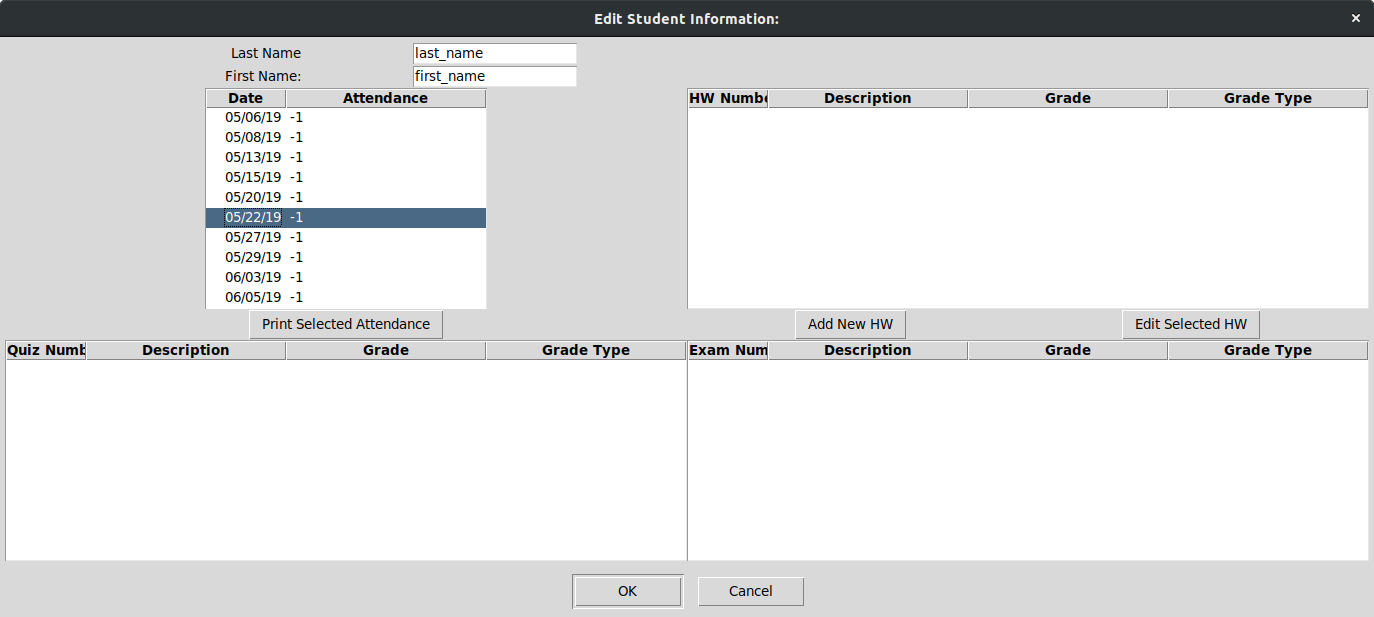 Edit Student Information:
×
Last Name last_name
First Name: first_name
Date Attendance
05/06/19 -1
05/08/19 -1
05/13/19 -1
05/15/19 -1
05/20/19 -1
05/22/19 -1
05/27/19 -1
05/29/19 -1
06/03/19 -1
06/05/19 -1
Print Selected Attendance
HW Numbe Description Grade Grade Type
Add New HW Edit Selected HW
Quiz Numb Description Grade Grade Type
Exam Num Description Grade Grade Type
OK Cancel